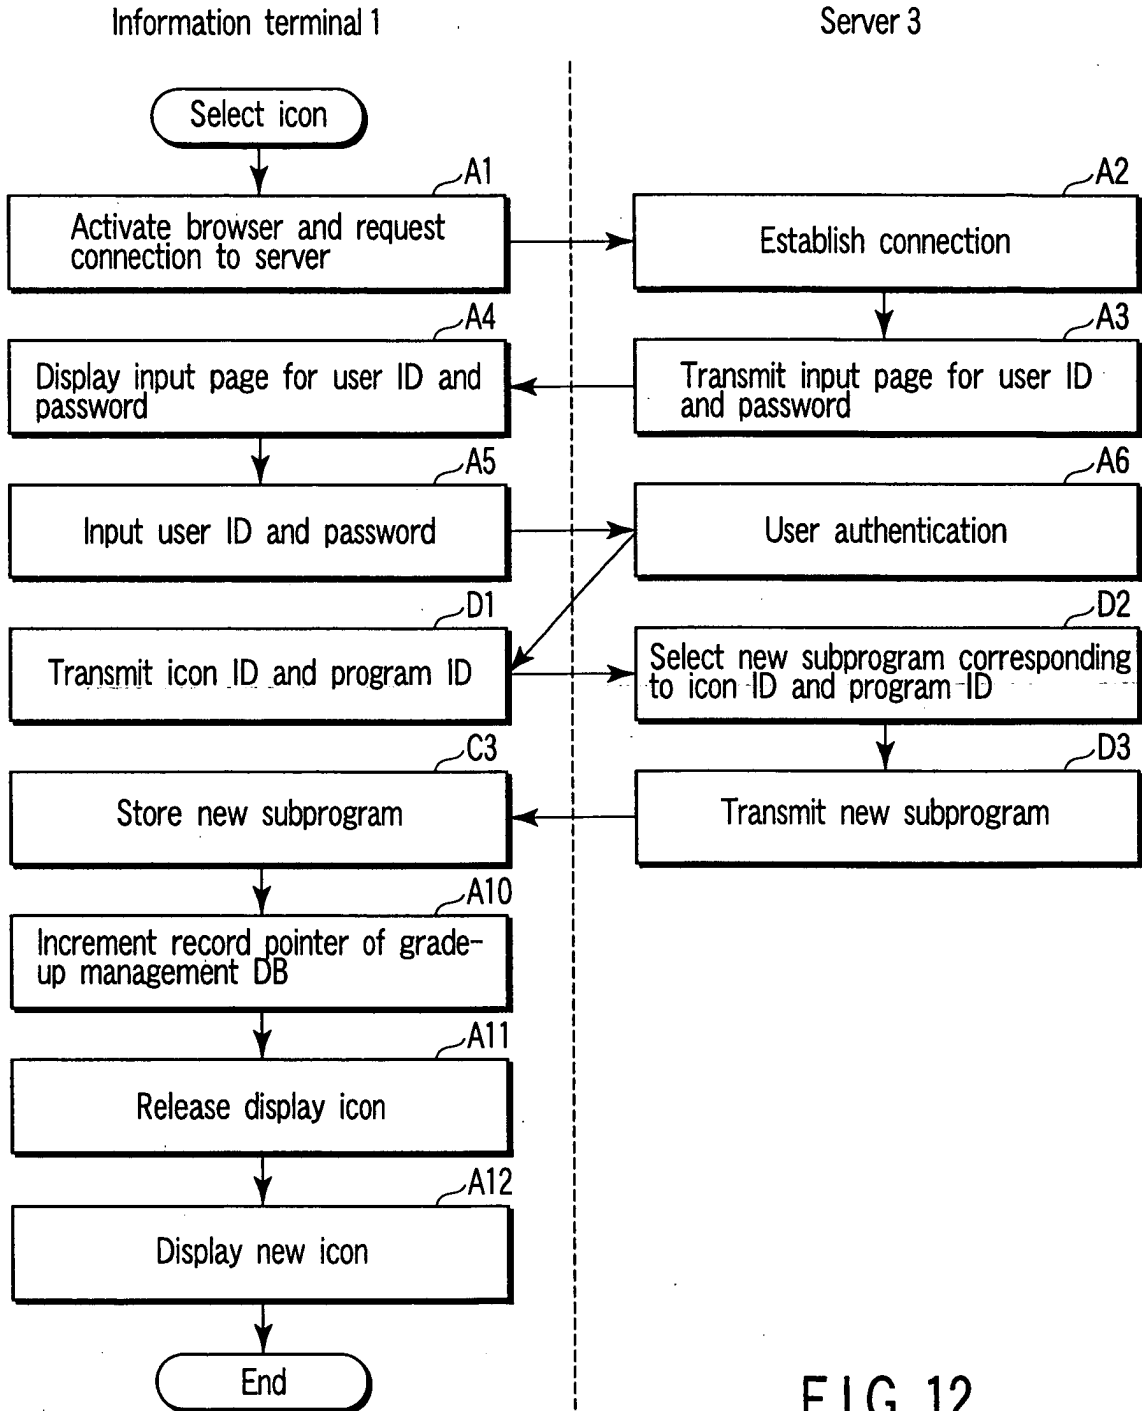 Information terminal 1
Server 3
Select icon
A1
A2
Activate browser and request
connection to server
Establish connection
A4
A3
Display input page for user ID and
password
Transmit input page for user ID
and password
A5
A6
Input user ID and password
User authentication
D1
D2
Transmit icon ID and program ID
Select new subprogram corresponding
to icon ID and program ID
C3
D3
Store new subprogram
Transmit new subprogram
A10
Increment record pointer of grade-
up management DB
A11
Release display icon
A12
Display new icon
End
FIG. 12